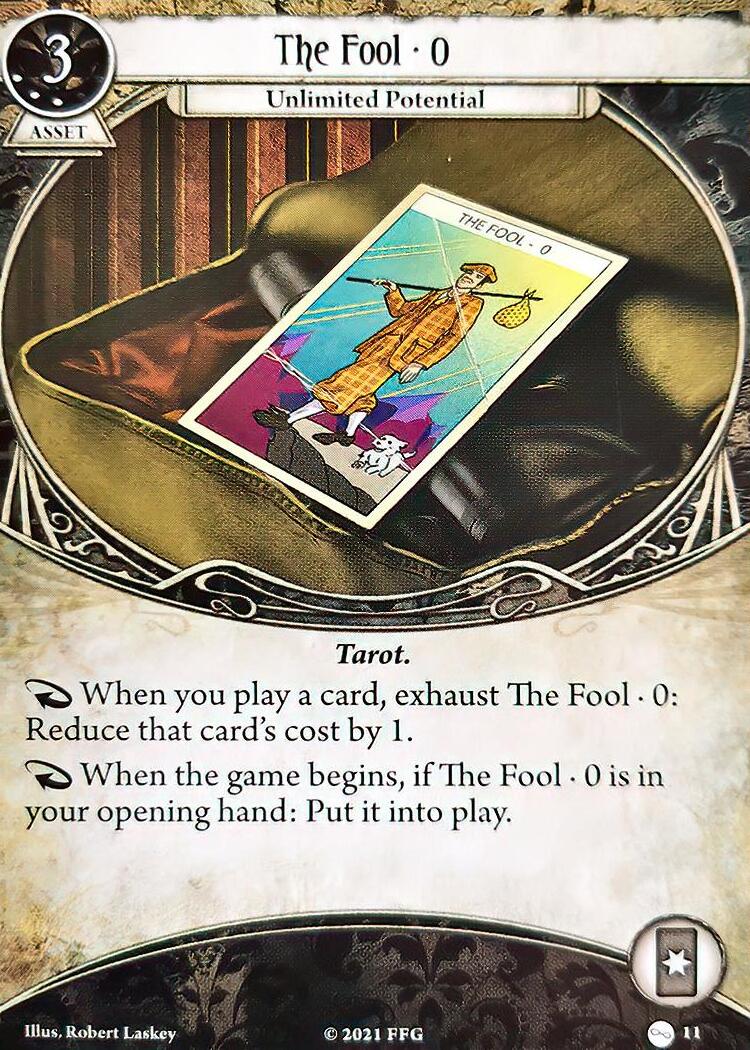 3
The Fool · 0
Unlimited Potential
ASSET
THE FOOL - 0
Tarot.
When you play a card, exhaust The Fool · 0:
Reduce that card's cost by 1.
When the game begins, if The Fool · 0 is in
your opening hand: Put it into play.
Illus. Robert Laskey
© 2021 FFG
11